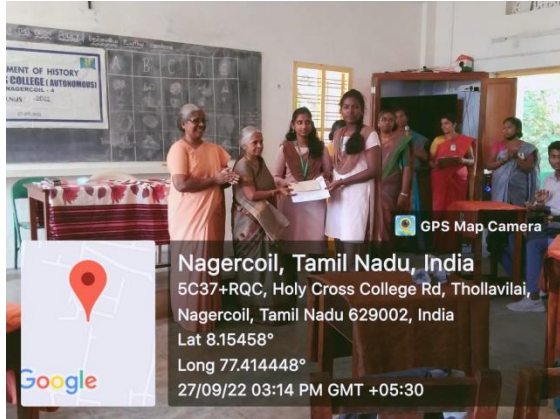 MENT OF HISTORY
S COLLEGE (AUTONOMOUS)
NAGERCOIL - 4
A B C D E
GPS Map Camera
Nagercoil, Tamil Nadu, India
5C37+RQC, Holy Cross College Rd, Thollavilai,
Nagercoil, Tamil Nadu 629002, India
Lat 8.15458°
Long 77.414448°
27/09/22 03:14 PM GMT +05:30
Google